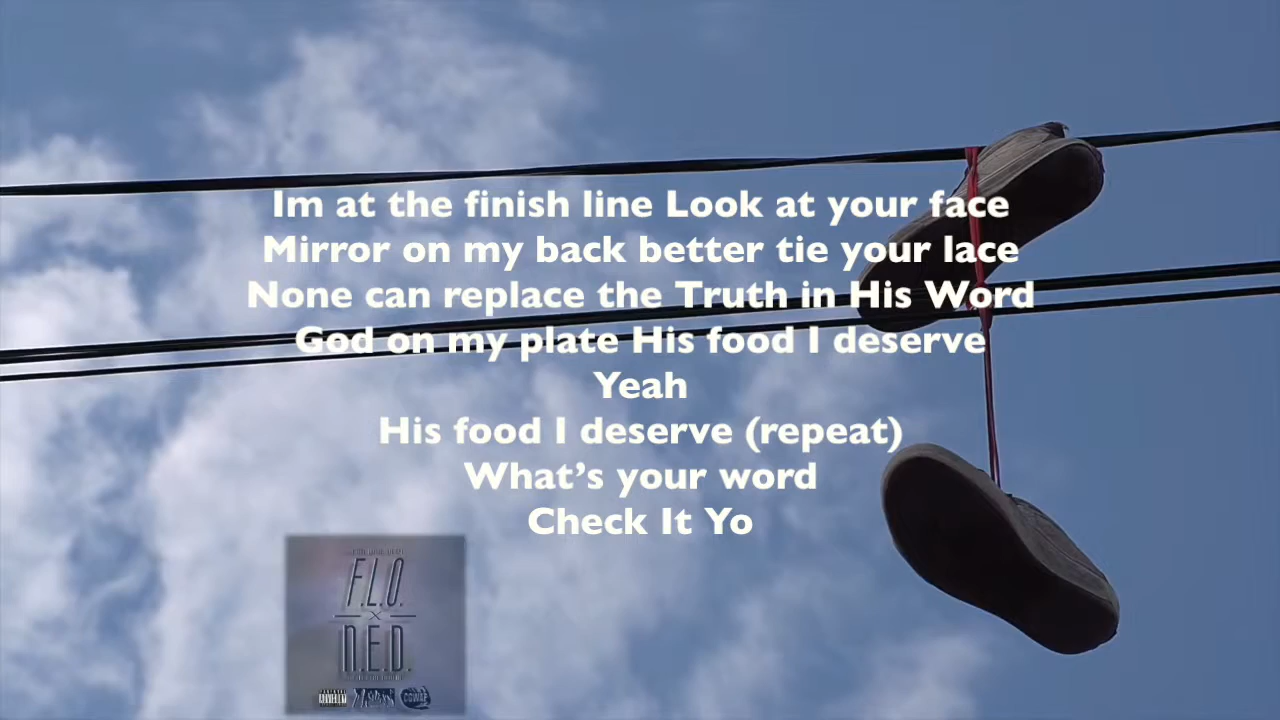 Im at the finish line Look at your face
Mirror on my back better tie your lace
None can replace the Truth in His Word
God on my plate His food I deserve
Yeah
His food I deserve (repeat)
What’s your word
Check It Yo
F.L.O.
X
N.E.D.